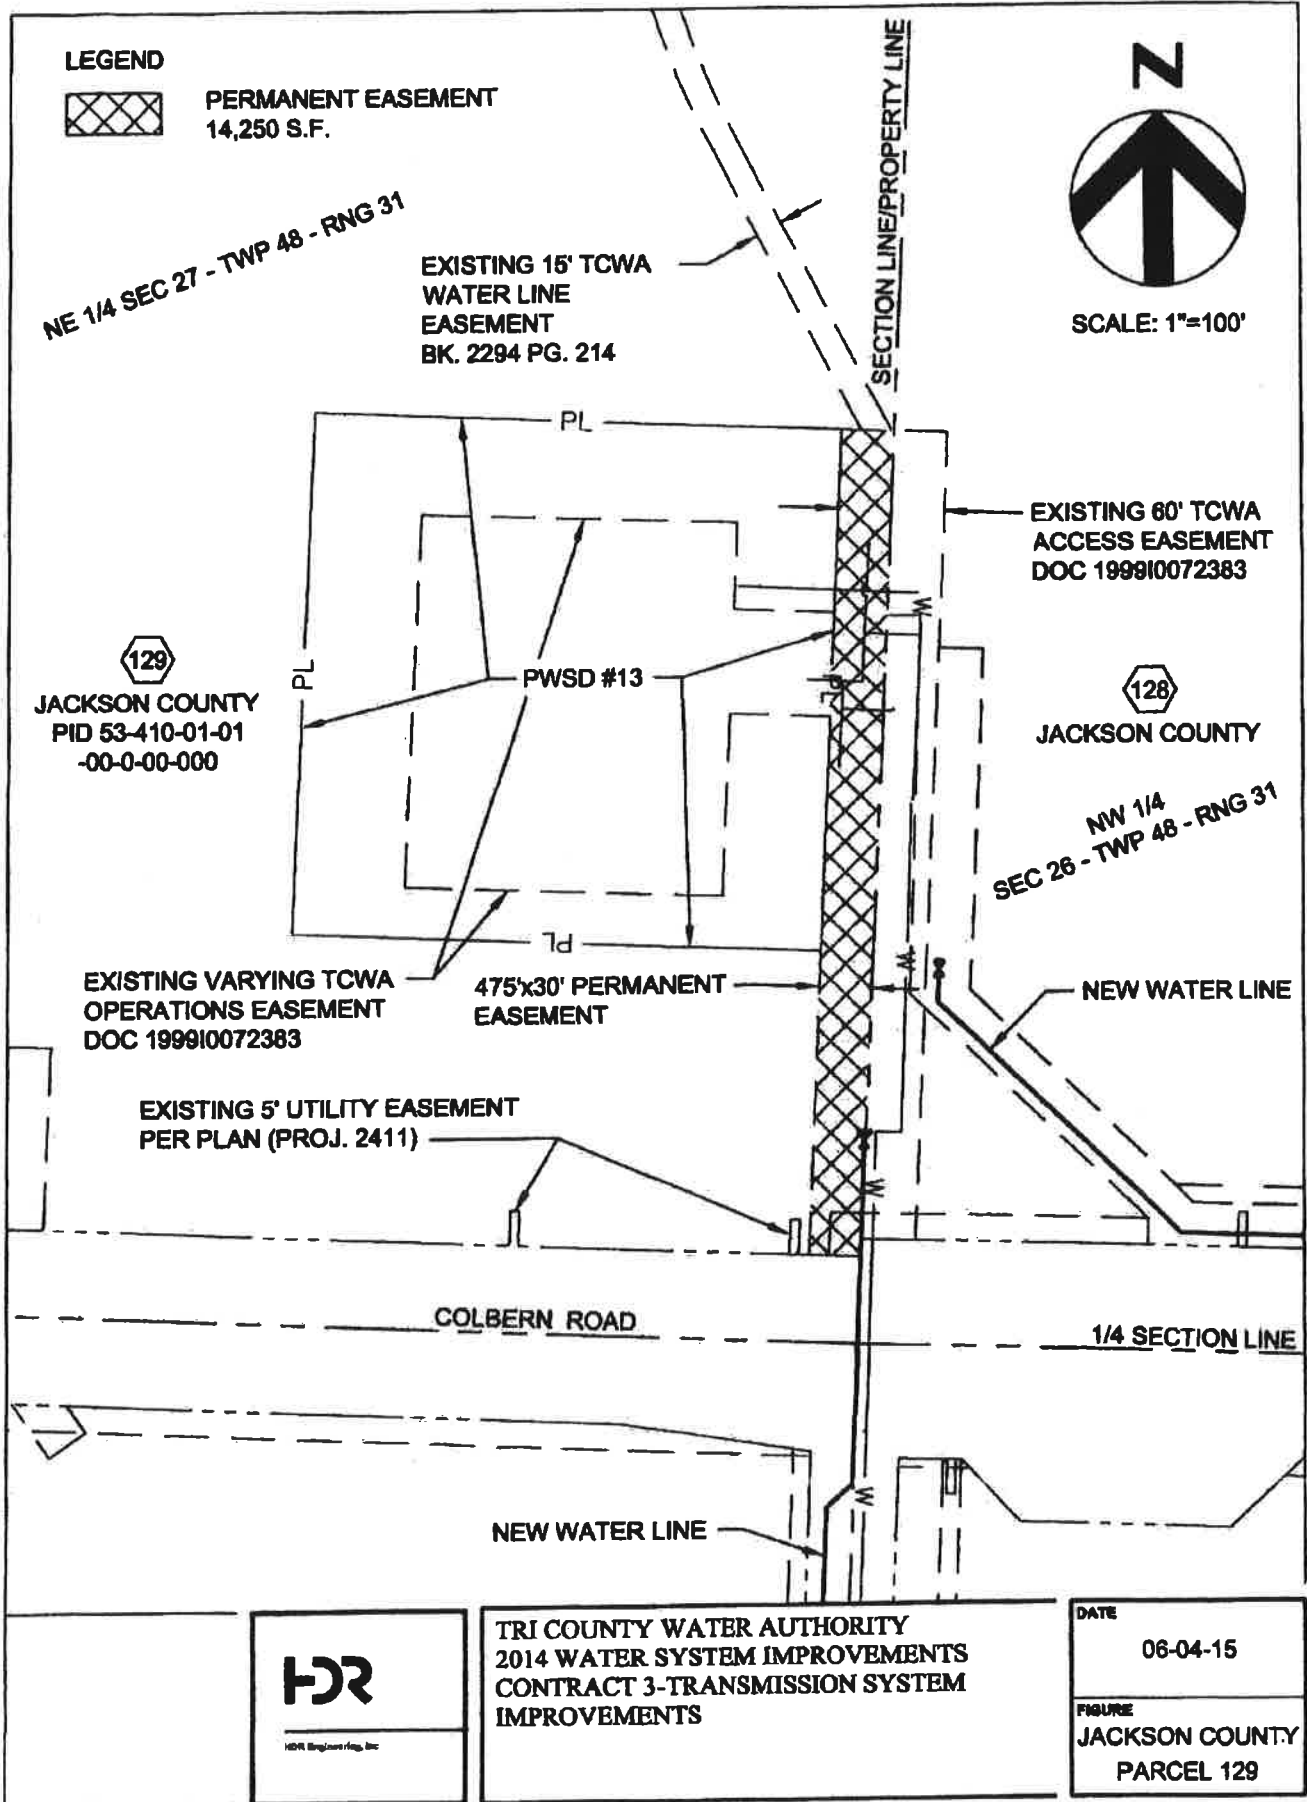 LEGEND
PERMANENT EASEMENT
14,250 S.F.
N
SCALE: 1"=100'
SECTION LINE/PROPERTY LINE
NE 1/4 SEC 27 - TWP 48 - RNG 31
EXISTING 15' TCWA
WATER LINE
EASEMENT
BK. 2294 PG. 214
PL
EXISTING 60' TCWA
ACCESS EASEMENT
DOC 1999I0072383
W
129
JACKSON COUNTY
PID 53-410-01-01
-00-0-00-000
PL
PWSD #13
128
JACKSON COUNTY
NW 1/4
SEC 26 - TWP 48 - RNG 31
PL
W
EXISTING VARYING TCWA
OPERATIONS EASEMENT
DOC 1999I0072383
475'x30' PERMANENT
EASEMENT
NEW WATER LINE
EXISTING 5' UTILITY EASEMENT
PER PLAN (PROJ. 2411)
W
COLBERN ROAD
1/4 SECTION LINE
W
NEW WATER LINE
HDR
HDR Engineering, Inc
TRI COUNTY WATER AUTHORITY
2014 WATER SYSTEM IMPROVEMENTS
CONTRACT 3-TRANSMISSION SYSTEM
IMPROVEMENTS
DATE
06-04-15
FIGURE
JACKSON COUNTY
PARCEL 129